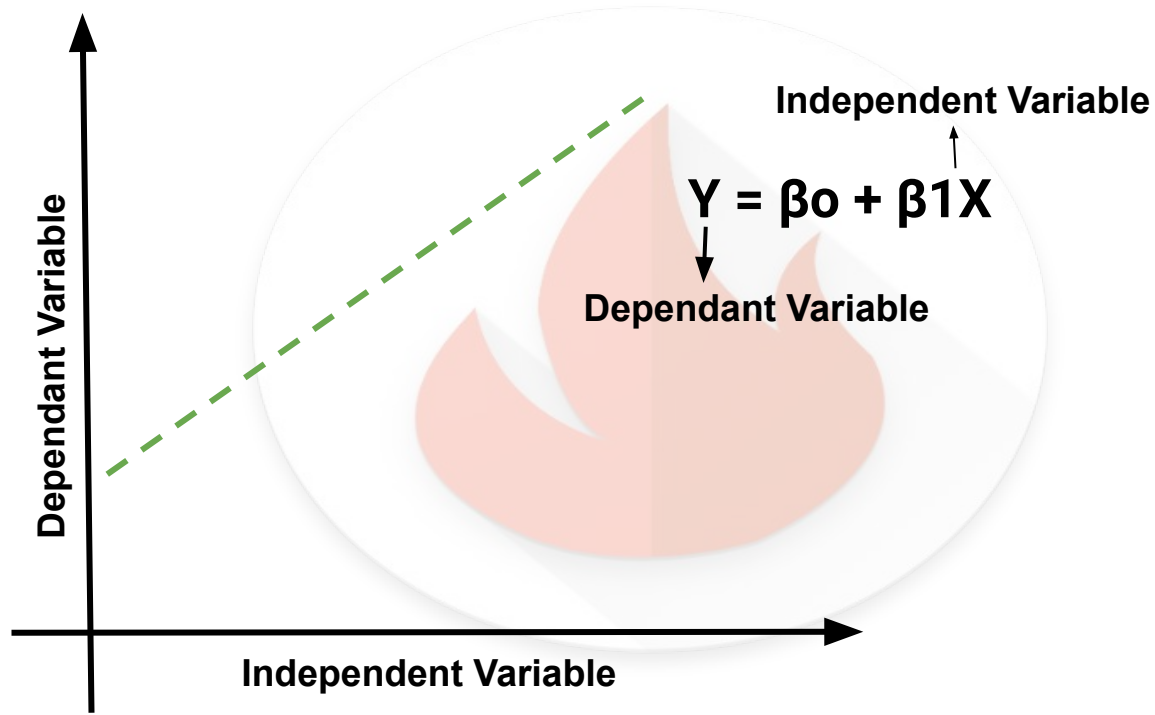 Independent Variable
Y = βo + β1X
Dependant Variable
Dependant Variable
Independent Variable